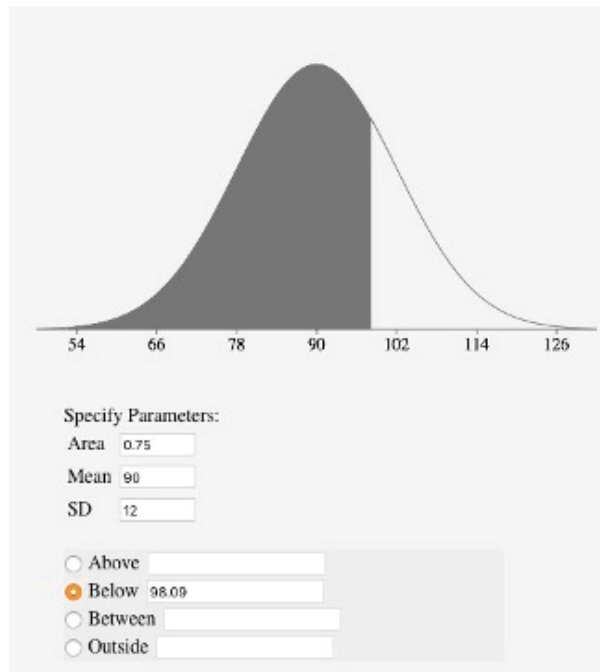 54 66 78 90 102 114 126
Specify Parameters:
Area 0.75
Mean 90
SD 12
Above
Below 98.09
Between
Outside